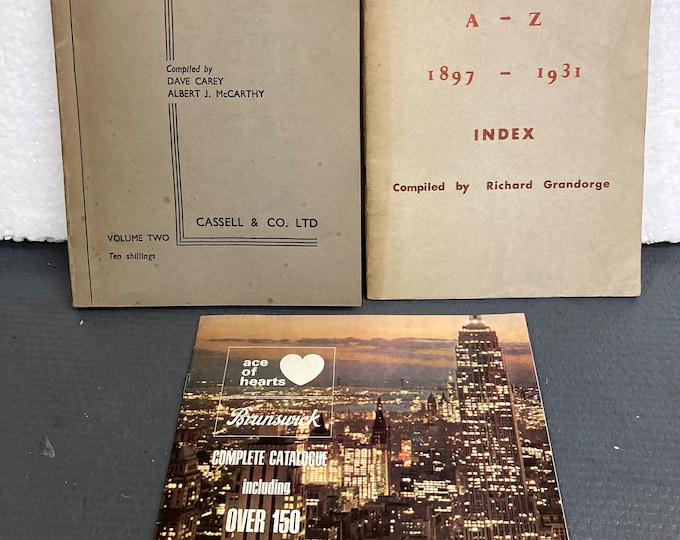 Compiled by
DAVE CAREY
ALBERT J. McCARTHY
CASSELL & CO. LTD
VOLUME TWO
Ten shillings
A - Z
1897 - 1931
INDEX
Compiled by Richard Grandorge
ace
of
hearts
Brunswick
COMPLETE CATALOGUE
including
OVER 150